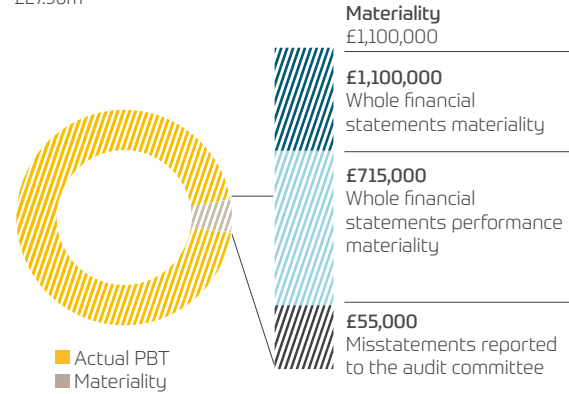 Materiality
£1,100,000
£1,100,000
Whole financial
statements materiality
£715,000
Whole financial
statements performance
materiality
£55,000
Misstatements reported
to the audit committee
Actual PBT
Materiality